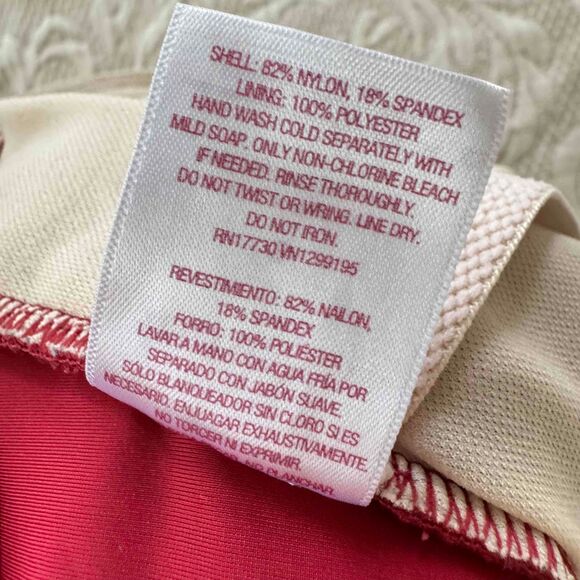 SHELL: 82% NYLON, 18% SPANDEX
LINING: 100% POLYESTER
HAND WASH COLD SEPARATELY WITH
MILD SOAP. ONLY NON-CHLORINE BLEACH
IF NEEDED. RINSE THOROUGHLY.
DO NOT TWIST OR WRING. LINE DRY.
DO NOT IRON.
RN17730 VN1299195
REVESTIMIENTO: 82% NAILON,
18% SPANDEX
FORRO: 100% POLIESTER
LAVAR A MANO CON AGUA FRÍA POR
SEPARADO CON JABÓN SUAVE.
SÓLO BLANQUEADOR SIN CLORO SI ES
NECESARIO. ENJUAGAR EXHAUSTIVAMENTE.
NO TORCER NI EXPRIMIR.
PLANCHAR